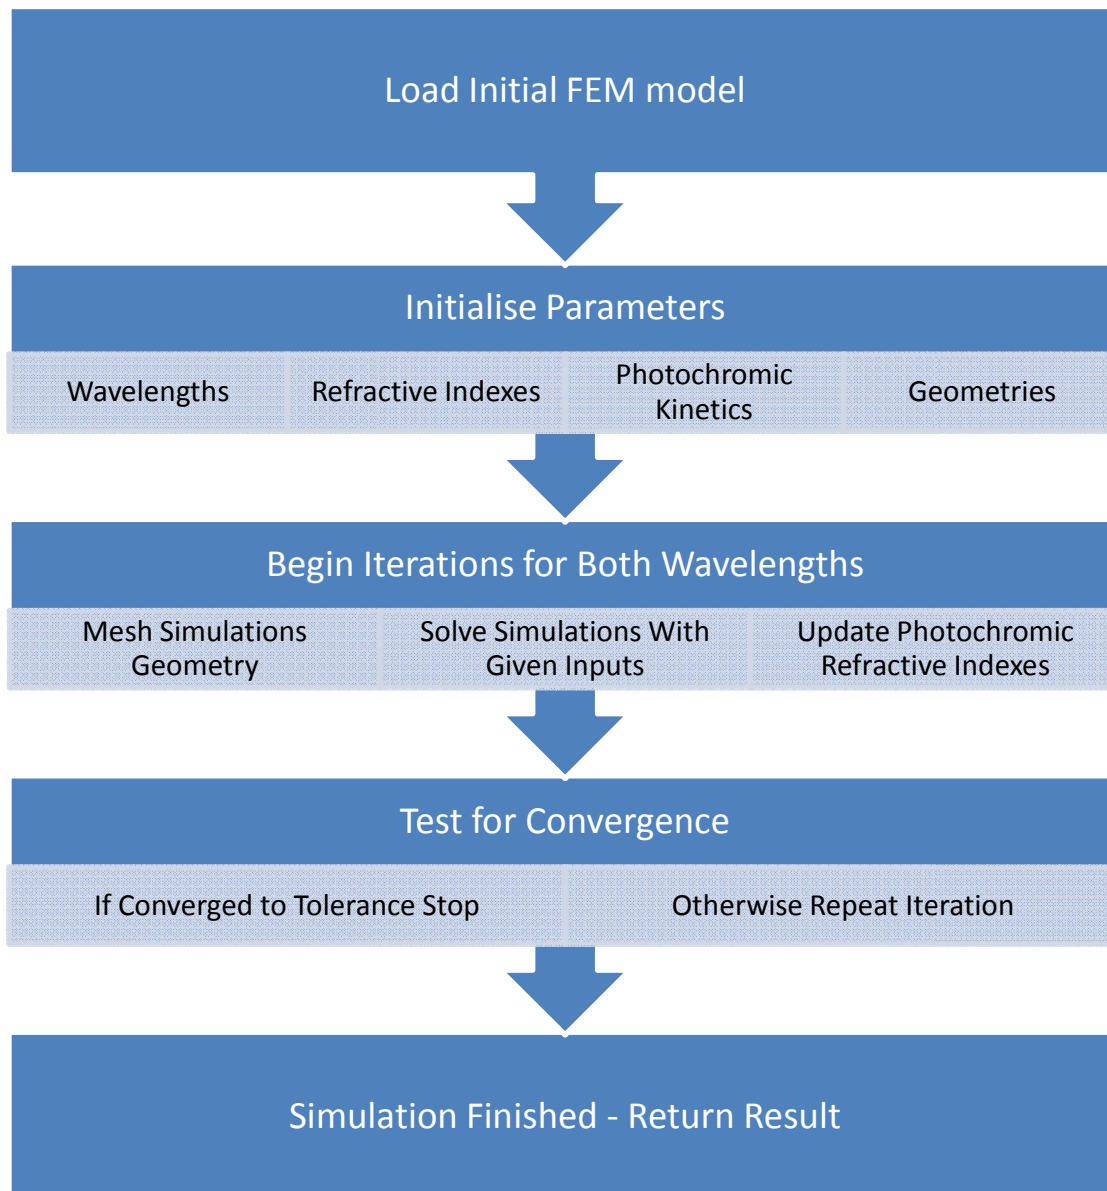 Load Initial FEM model
Initialise Parameters
Wavelengths
Refractive Indexes
Photochromic
Kinetics
Geometries
Begin Iterations for Both Wavelengths
Mesh Simulations
Geometry
Solve Simulations With
Given Inputs
Update Photochromic
Refractive Indexes
Test for Convergence
If Converged to Tolerance Stop
Otherwise Repeat Iteration
Simulation Finished - Return Result